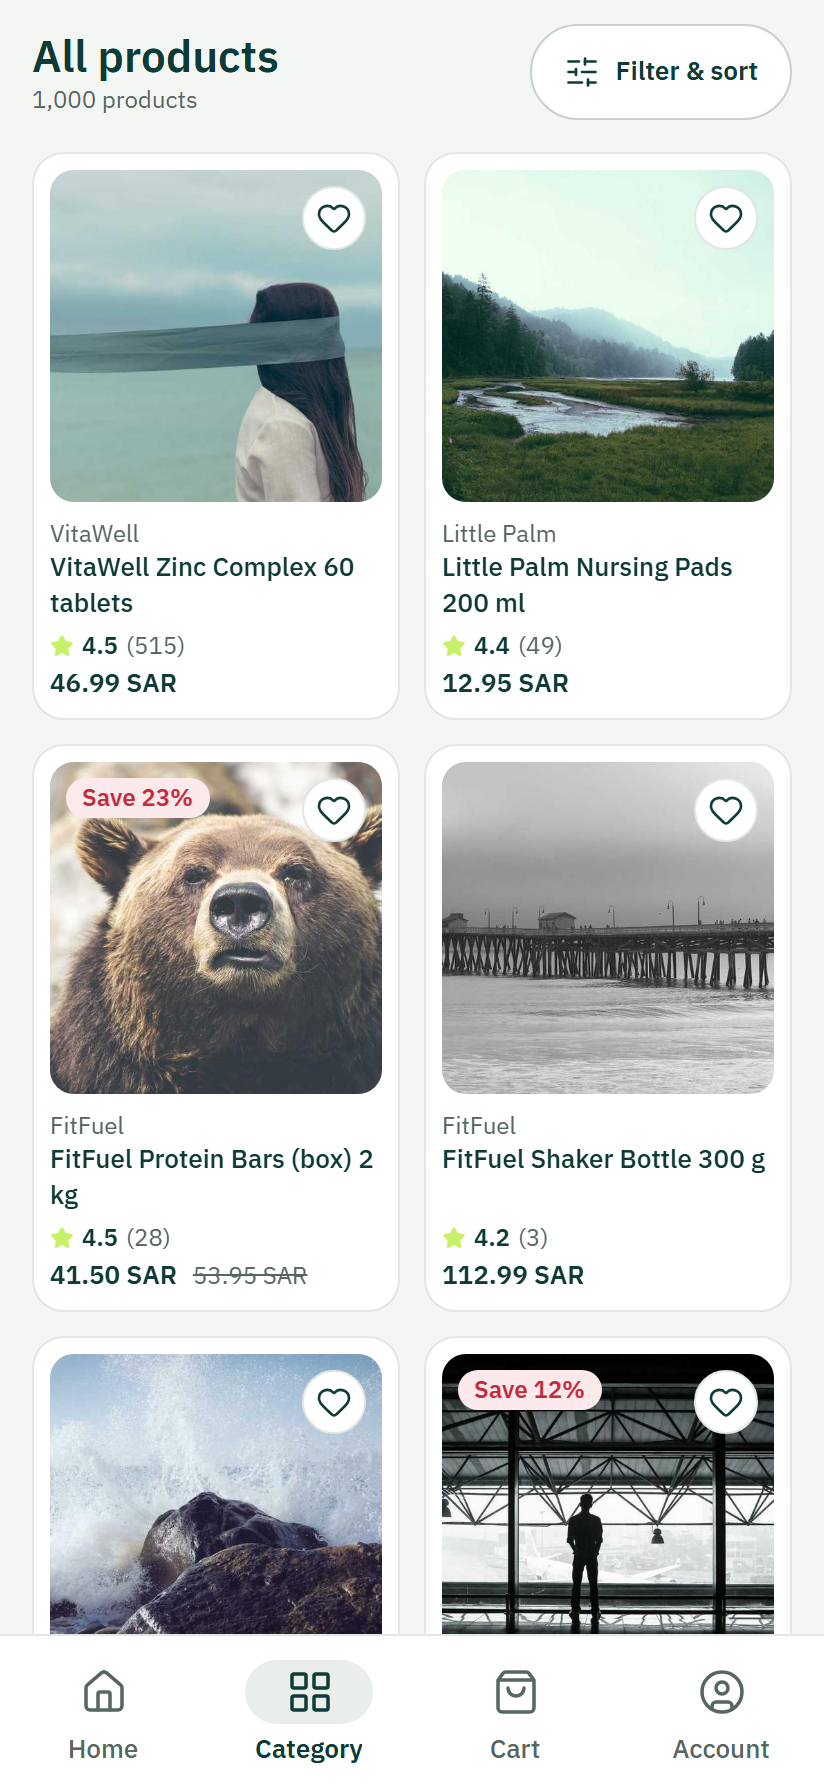 All products
1,000 products
Filter & sort
VitaWell
VitaWell Zinc Complex 60
tablets
4.5 (515)
46.99 SAR
Little Palm
Little Palm Nursing Pads
200 ml
4.4 (49)
12.95 SAR
Save 23%
FitFuel
FitFuel Protein Bars (box) 2
kg
4.5 (28)
41.50 SAR 53.95 SAR
FitFuel
FitFuel Shaker Bottle 300 g
4.2 (3)
112.99 SAR
Save 12%
Home
Category
Cart
Account